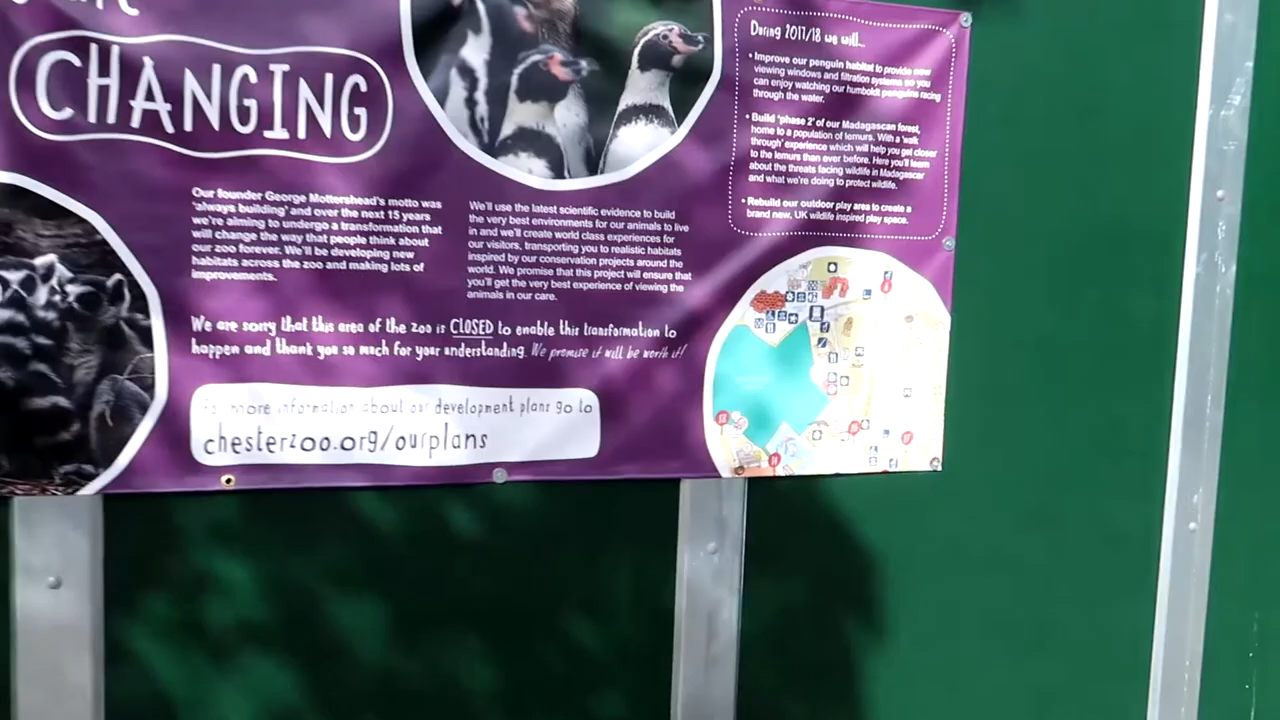 CHANGING
Our founder George Mottershead's motto was
'always building' and over the next 15 years
we're aiming to undergo a transformation that
will change the way that people think about
our zoo forever. We'll be developing new
habitats across the zoo and making lots of
improvements.
We'll use the latest scientific evidence to build
the very best environments for our animals to live
in and we'll create world class experiences for
our visitors, transporting you to realistic habitats
inspired by our conservation projects around the
world. We promise that this project will ensure that
you'll get the very best experience of viewing the
animals in our care.
We are sorry that this area of the zoo is CLOSED to enable this transformation to
happen and thank you so much for your understanding. We promise it will be worth it!
For more information about our development plans go to
chesterzoo.org/ourplans
During 2017/18 we will...
• Improve our penguin habitat to provide new
viewing windows and filtration systems so you
can enjoy watching our humboldt penguins racing
through the water.
• Build 'phase 2' of our Madagascan forest,
home to a population of lemurs. With a 'walk
through' experience which will help you get closer
to the lemurs than ever before. Here you'll learn
about the threats facing wildlife in Madagascar
and what we're doing to protect wildlife.
• Rebuild our outdoor play area to create a
brand new, UK wildlife inspired play space.